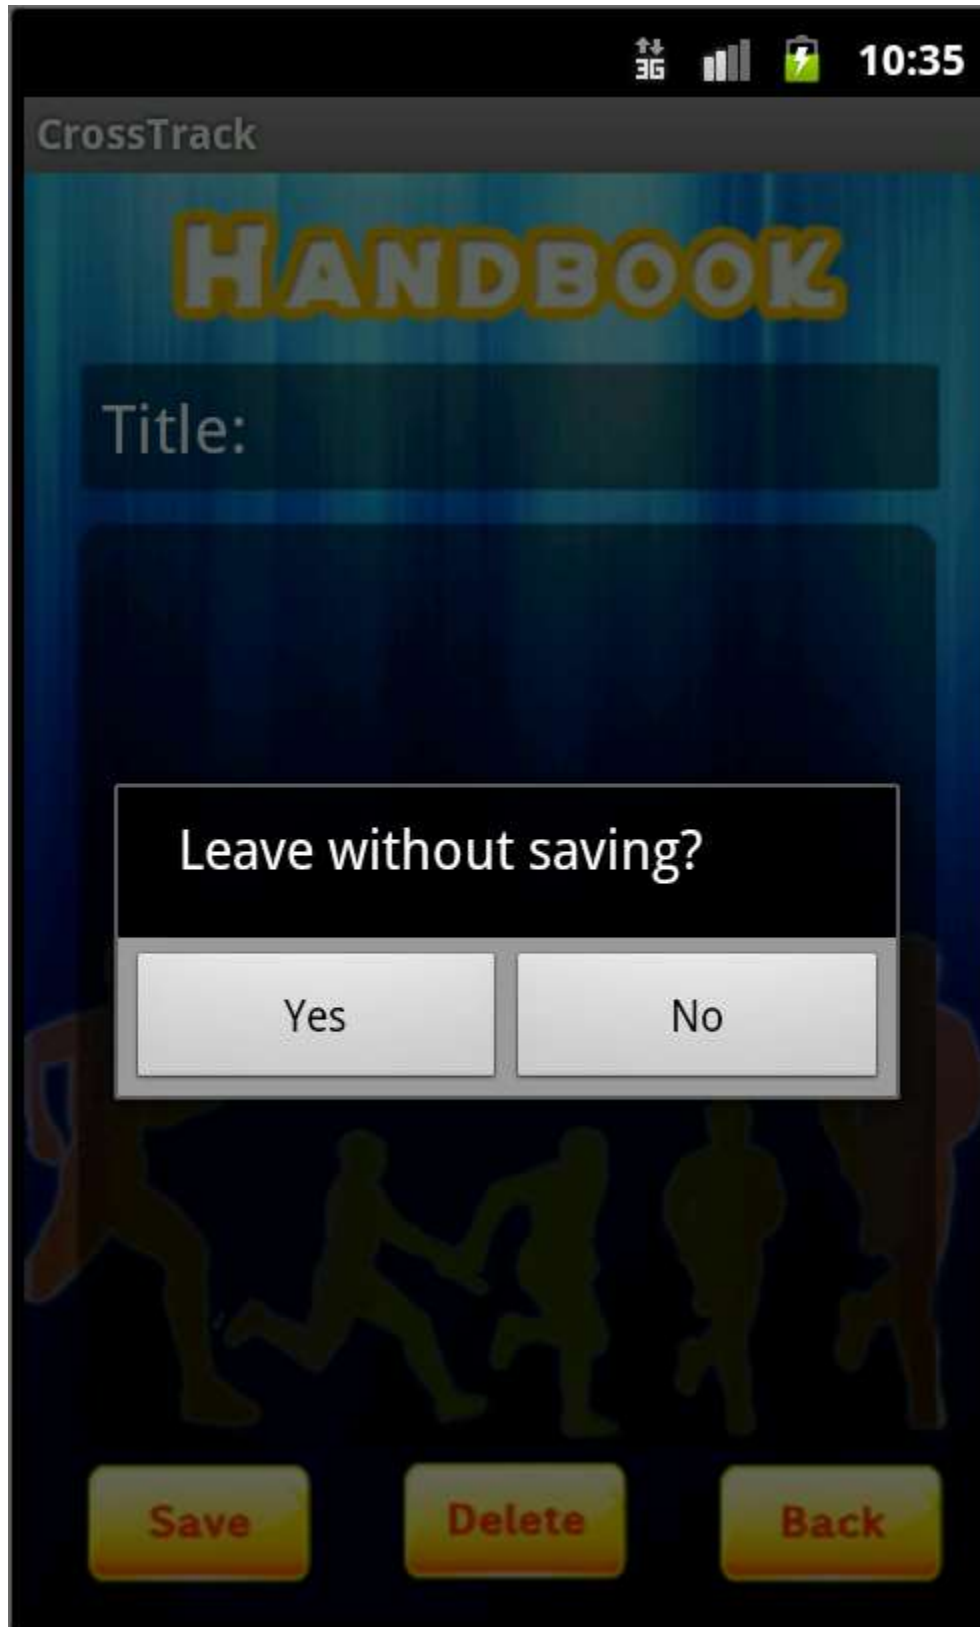 3G 10:35
CrossTrack
HANDBOOK
Title:
Leave without saving?
Yes No
Save Delete Back